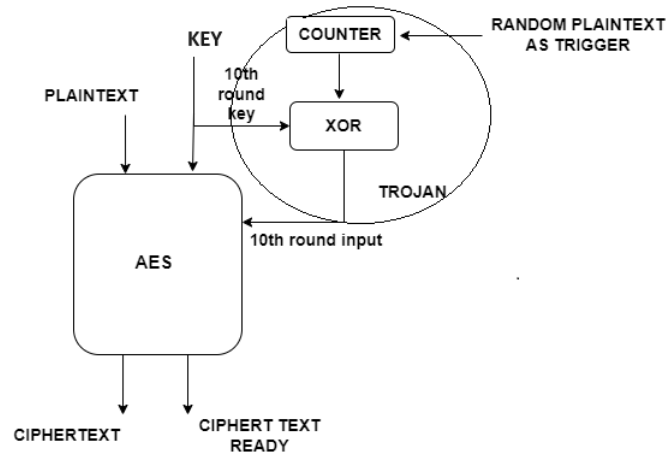 COUNTER
RANDOM PLAINTEXT
AS TRIGGER
KEY
10th
round
key
PLAINTEXT
XOR
TROJAN
10th round input
AES
CIPHERTEXT
CIPHERT TEXT
READY